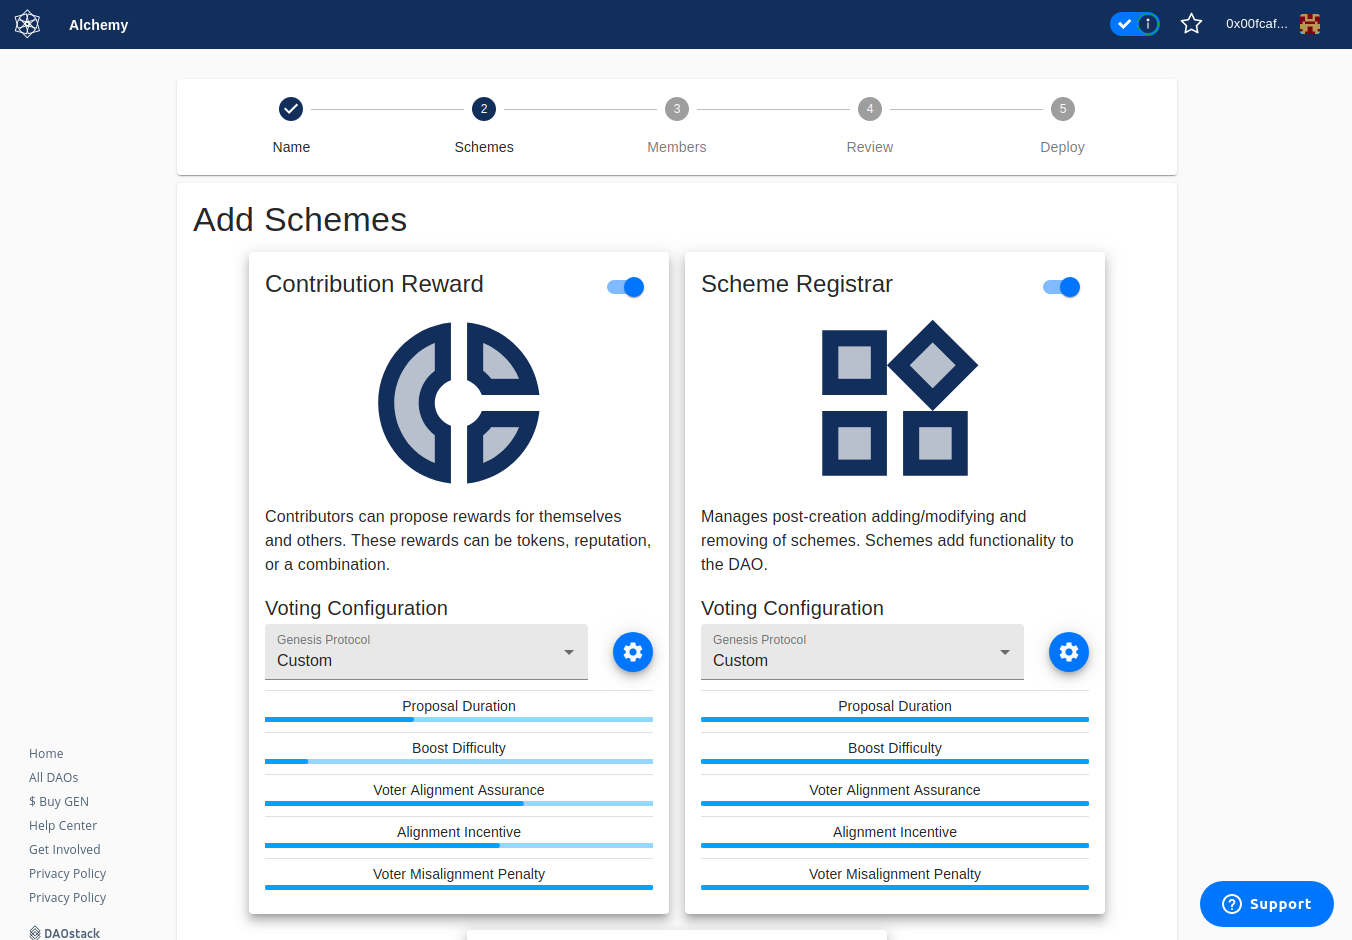 Alchemy
0x00fcaf...
2
3
4
5
Name
Schemes
Members
Review
Deploy
Add Schemes
Contribution Reward
Contributors can propose rewards for themselves
and others. These rewards can be tokens, reputation,
or a combination.
Voting Configuration
Genesis Protocol
Custom
Proposal Duration
Boost Difficulty
Voter Alignment Assurance
Alignment Incentive
Voter Misalignment Penalty
Scheme Registrar
Manages post-creation adding/modifying and
removing of schemes. Schemes add functionality to
the DAO.
Voting Configuration
Genesis Protocol
Custom
Proposal Duration
Boost Difficulty
Voter Alignment Assurance
Alignment Incentive
Voter Misalignment Penalty
Home
All DAOs
$ Buy GEN
Help Center
Get Involved
Privacy Policy
Privacy Policy
DAOstack
Support